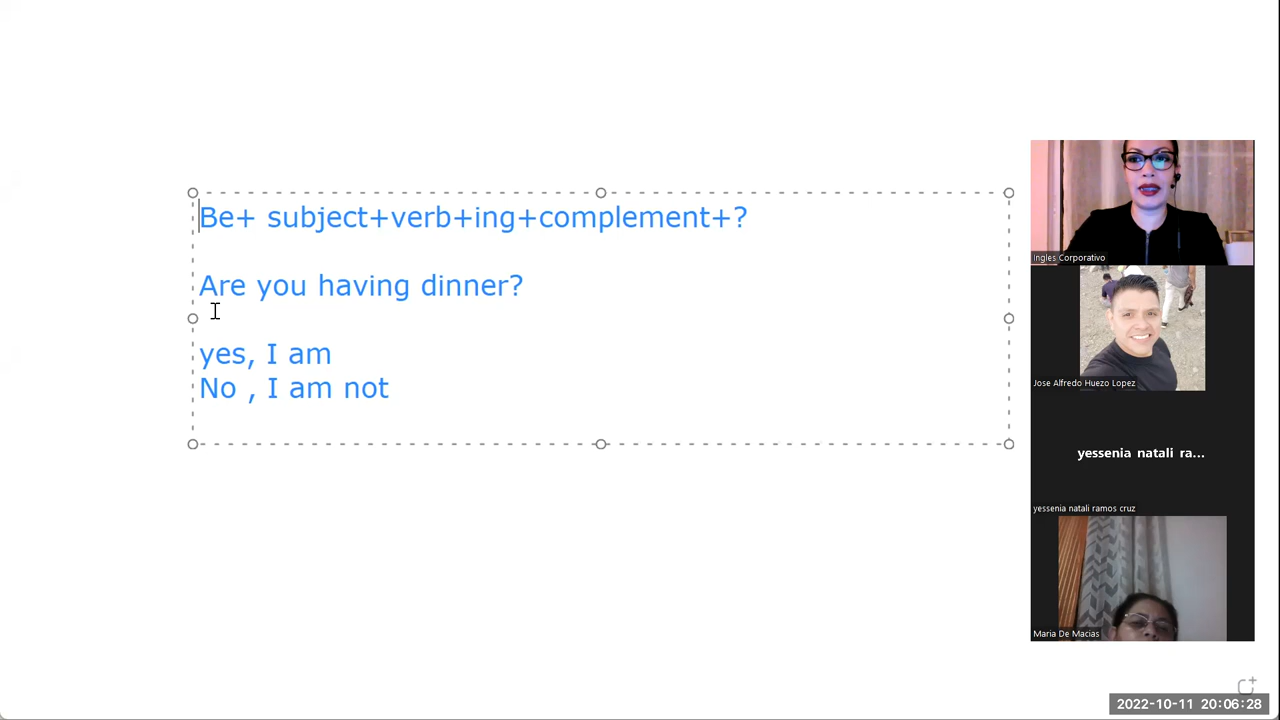 Be+ subject+verb+ing+complement+?
Are you having dinner?
yes, I am
No , I am not
Ingles Corporativo
Jose Alfredo Huezo Lopez
yessenia natali ra...
yessenia natali ramos cruz
Maria De Macias
2022-10-11 20:06:28